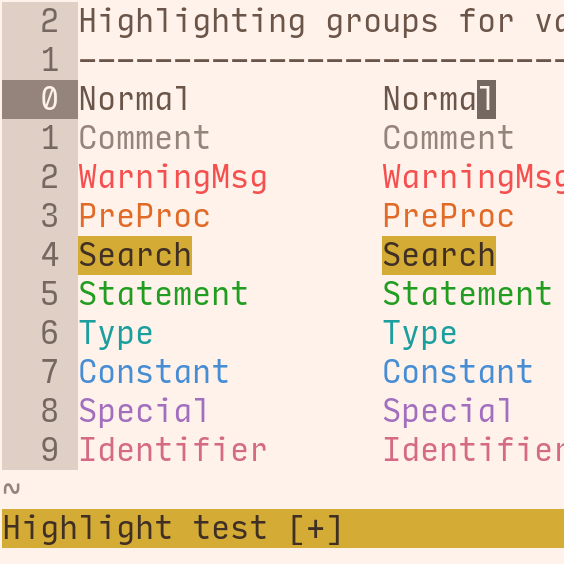 2 Highlighting groups for va
1 --------------------------
0 Normal Normal
1 Comment Comment
2 WarningMsg WarningMsg
3 PreProc PreProc
4 Search Search
5 Statement Statement
6 Type Type
7 Constant Constant
8 Special Special
9 Identifier Identifier
~
Highlight test [+]